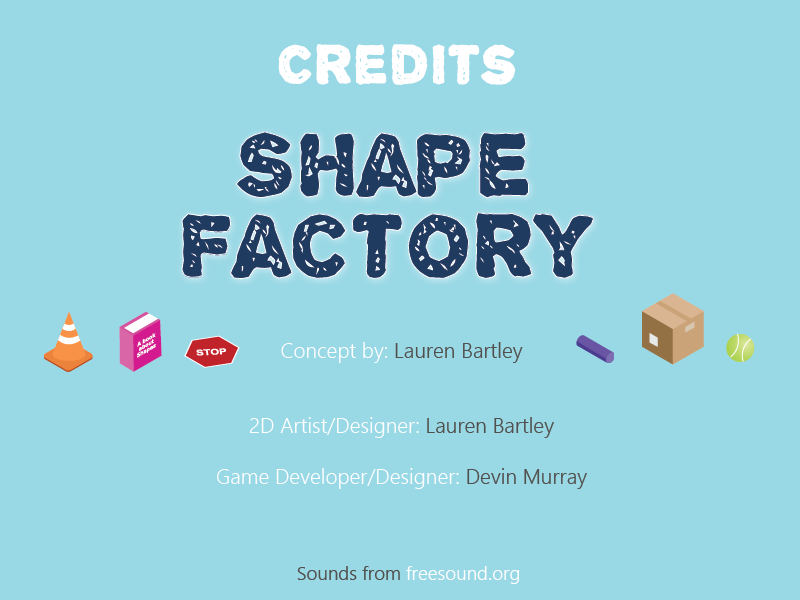 CREDITS
SHAPE
FACTORY
A book
About
Shapes
STOP
Concept by: Lauren Bartley
2D Artist/Designer: Lauren Bartley
Game Developer/Designer: Devin Murray
Sounds from freesound.org